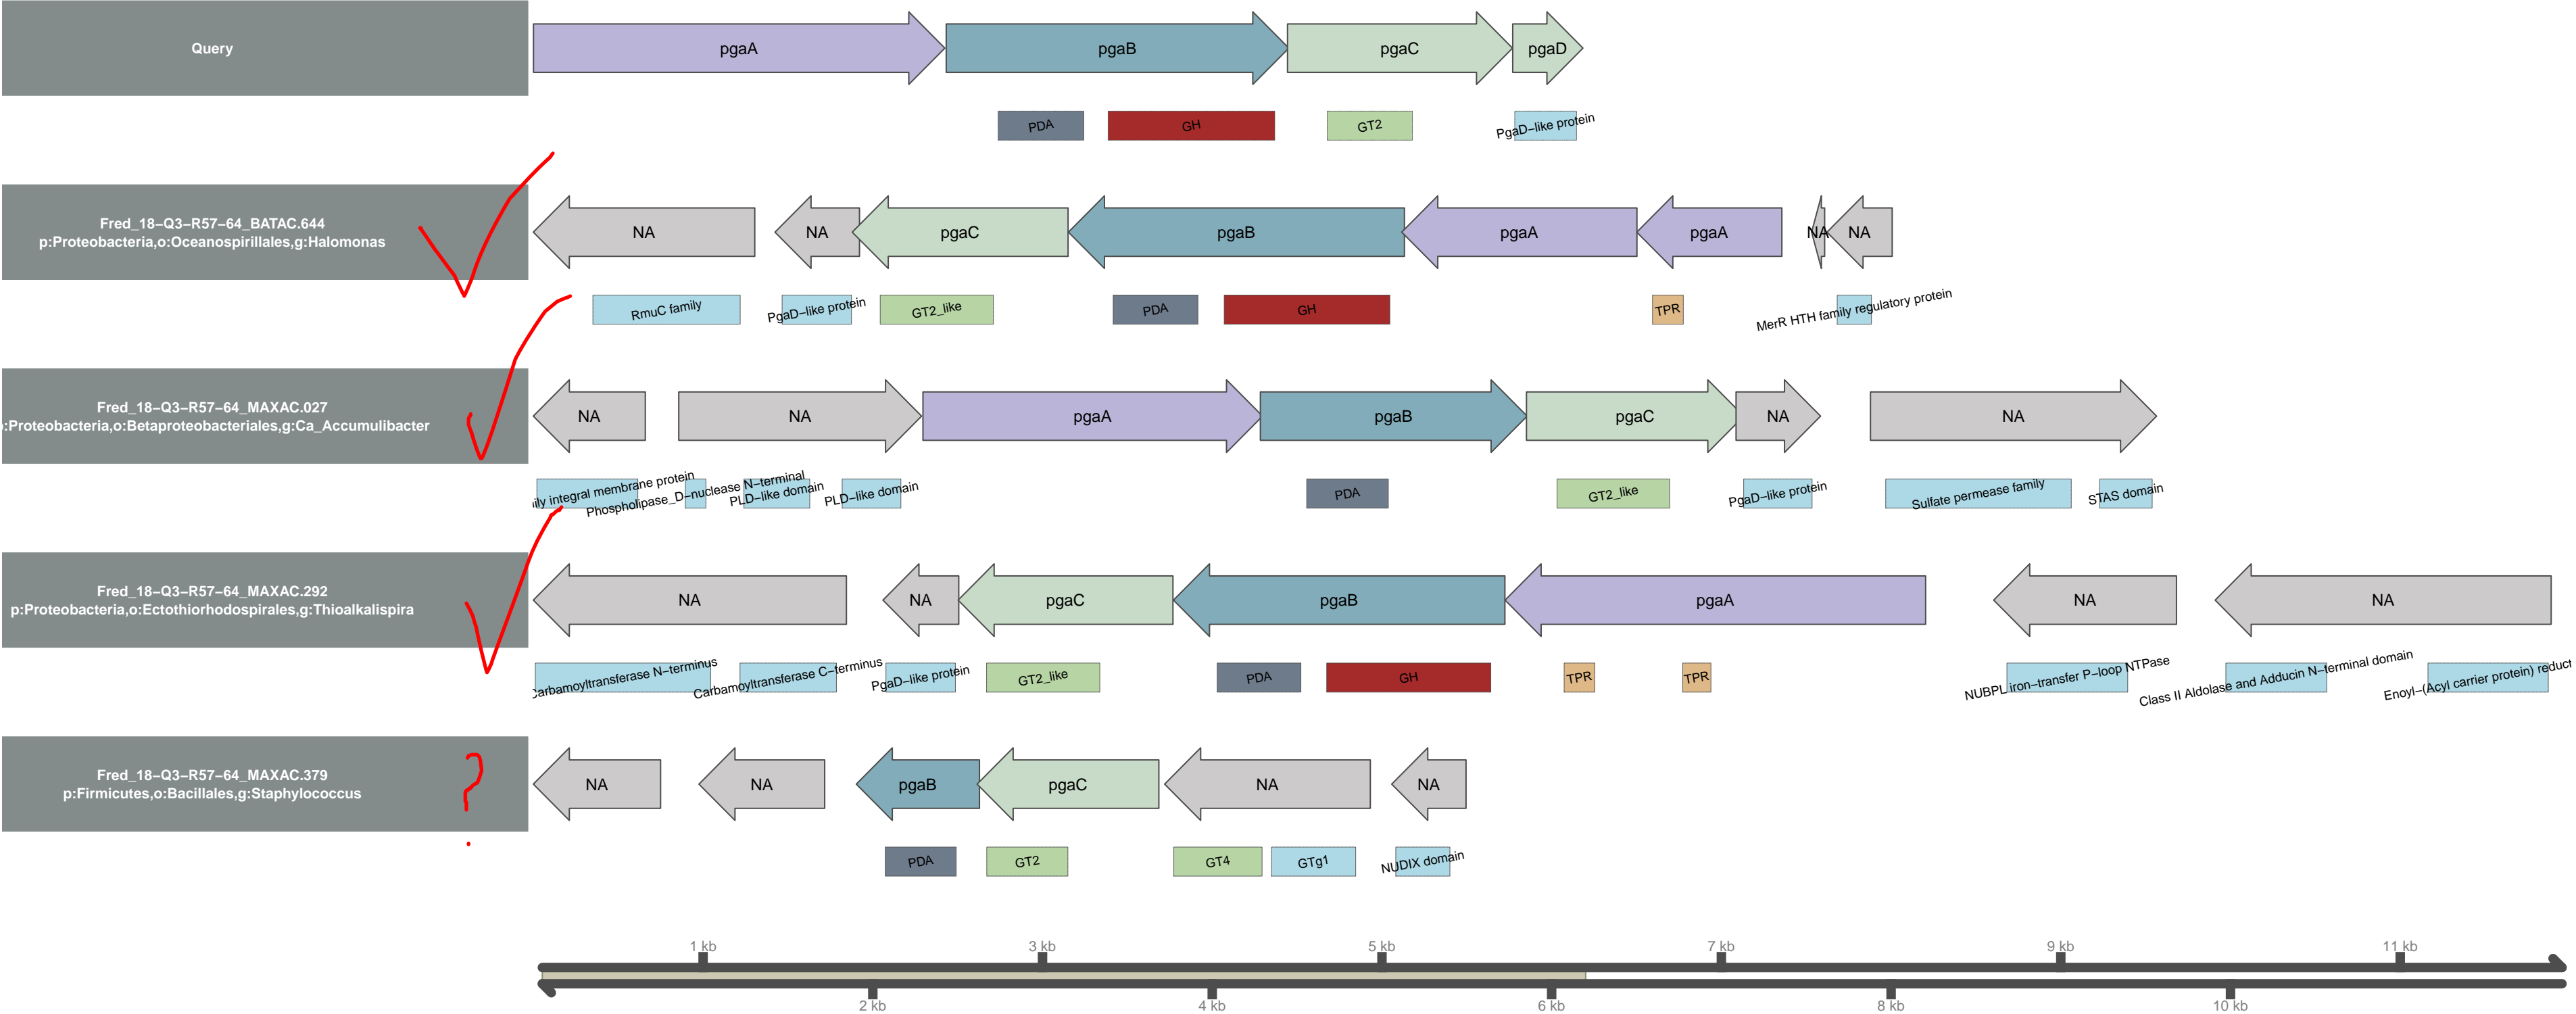 Query
pgaA pgaB pgaC pgaD
PDA GH GT2 PgaD-like protein
Fred_18-Q3-R57-64_BATAC.644
p:Proteobacteria,o:Oceanospirillales,g:Halomonas
NA NA pgaC pgaB pgaA pgaA NA NA
RmuC family PgaD-like protein GT2_like PDA GH TPR MerR HTH family regulatory protein
Fred_18-Q3-R57-64_MAXAC.027
:Proteobacteria,o:Betaproteobacteriales,g:Ca_Accumulibacter
NA NA pgaA pgaB pgaC NA NA
ily integral membrane protein Phospholipase_D-nuclease N-terminal PLD-like domain PLD-like domain PDA GT2_like PgaD-like protein Sulfate permease family STAS domain
Fred_18-Q3-R57-64_MAXAC.292
p:Proteobacteria,o:Ectothiorhodospirales,g:Thioalkalispira
NA NA pgaC pgaB pgaA NA NA
Carbamoyltransferase N-terminus Carbamoyltransferase C-terminus PgaD-like protein GT2_like PDA GH TPR TPR NUBPL iron-transfer P-loop NTPase Class II Aldolase and Adducin N-terminal domain Enoyl-(Acyl carrier protein) reduct
Fred_18-Q3-R57-64_MAXAC.379
p:Firmicutes,o:Bacillales,g:Staphylococcus
?
NA NA pgaB pgaC NA NA
PDA GT2 GT4 GTg1 NUDIX domain
1 kb 3 kb 5 kb 7 kb 9 kb 11 kb
2 kb 4 kb 6 kb 8 kb 10 kb